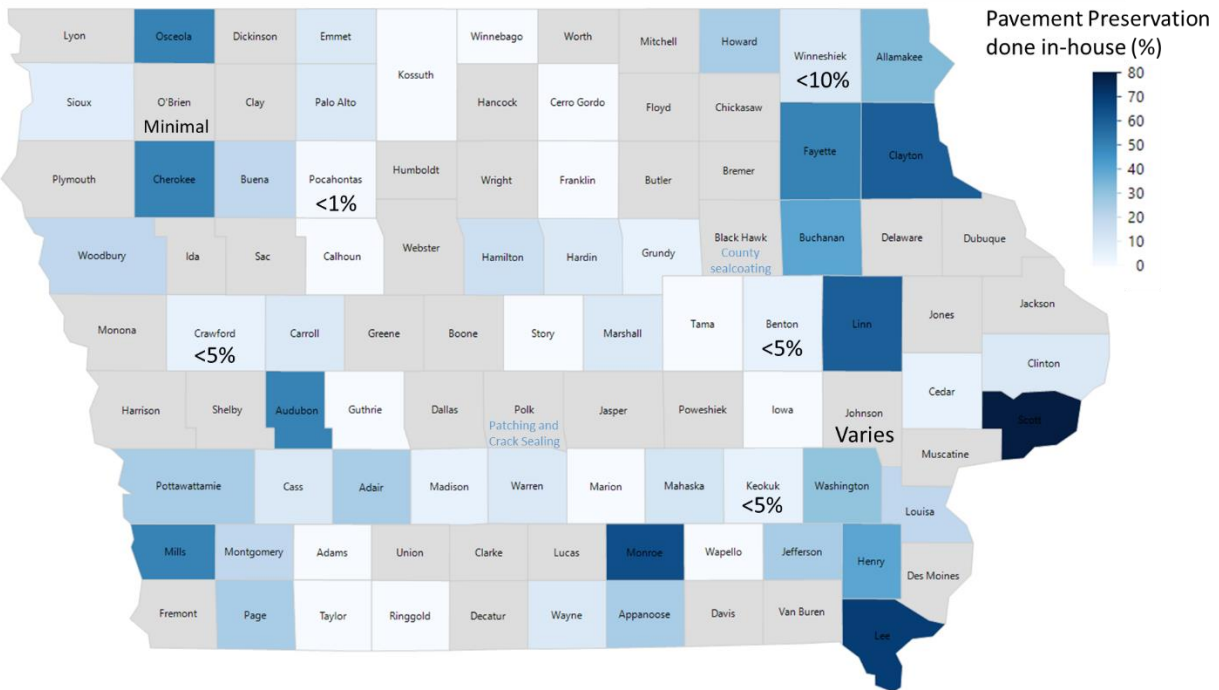 Pavement Preservation
done in-house (%)
80
70
60
50
40
30
20
10
0
Lyon
Osceola
Dickinson
Emmet
Winnebago
Worth
Mitchell
Howard
Winneshiek
<10%
Allamakee
Kossuth
Sioux
O'Brien
Minimal
Clay
Palo Alto
Hancock
Cerro Gordo
Floyd
Chickasaw
Fayette
Clayton
Plymouth
Cherokee
Buena
Pocahontas
<1%
Humboldt
Wright
Franklin
Butler
Bremer
Woodbury
Ida
Sac
Calhoun
Webster
Hamilton
Hardin
Grundy
Black Hawk
County
sealcoating
Buchanan
Delaware
Dubuque
Monona
Crawford
<5%
Carroll
Greene
Boone
Story
Marshall
Tama
Benton
<5%
Linn
Jones
Jackson
Clinton
Harrison
Shelby
Audubon
Guthrie
Dallas
Polk
Patching and
Crack Sealing
Jasper
Poweshiek
Iowa
Johnson
Varies
Cedar
Scott
Muscatine
Pottawattamie
Cass
Adair
Madison
Warren
Marion
Mahaska
Keokuk
<5%
Washington
Louisa
Mills
Montgomery
Adams
Union
Clarke
Lucas
Monroe
Wapello
Jefferson
Henry
Des Moines
Fremont
Page
Taylor
Ringgold
Decatur
Wayne
Appanoose
Davis
Van Buren
Lee